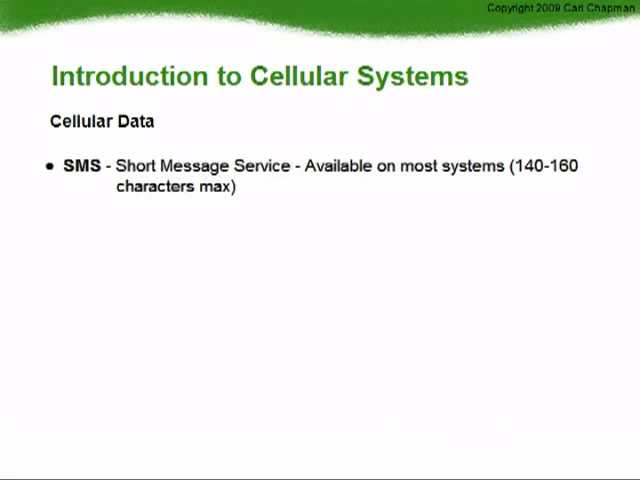 Copyright 2009 Carl Chapman
Introduction to Cellular Systems
Cellular Data
● SMS - Short Message Service - Available on most systems (140-160
characters max)